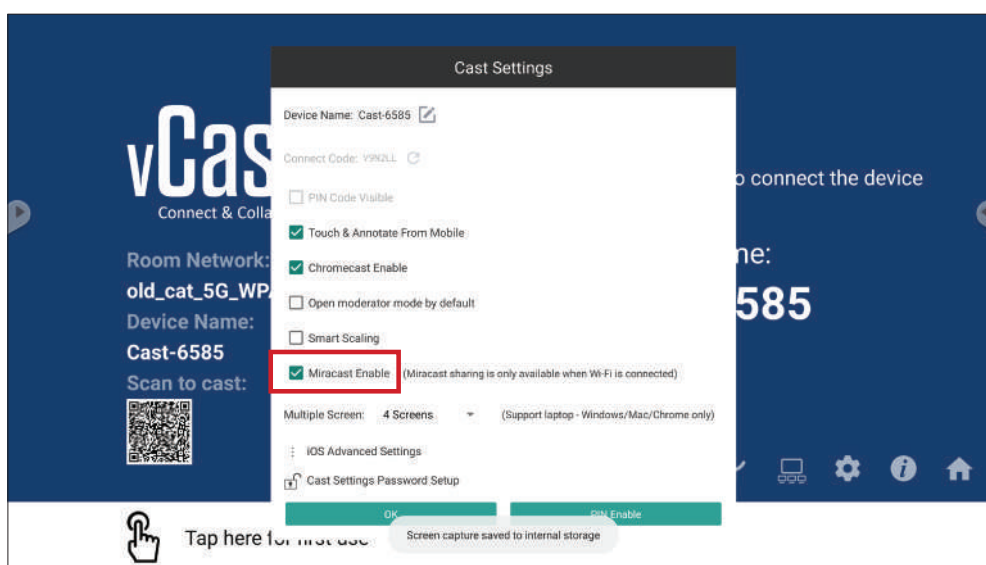 Cast Settings
Device Name: Cast-6585
Connect Code: Y9N2LL
PIN Code Visible
Touch & Annotate From Mobile
Chromecast Enable
Open moderator mode by default
Smart Scaling
Miracast Enable (Miracast sharing is only available when Wi-Fi is connected)
Multiple Screen: 4 Screens (Support laptop - Windows/Mac/Chrome only)
iOS Advanced Settings
Cast Settings Password Setup
OK PIN Enable
Screen capture saved to internal storage
vCas
Connect & Colla
Room Network:
old_cat_5G_WP
Device Name:
Cast-6585
Scan to cast:
connect the device
ne:
585
Tap here for first use